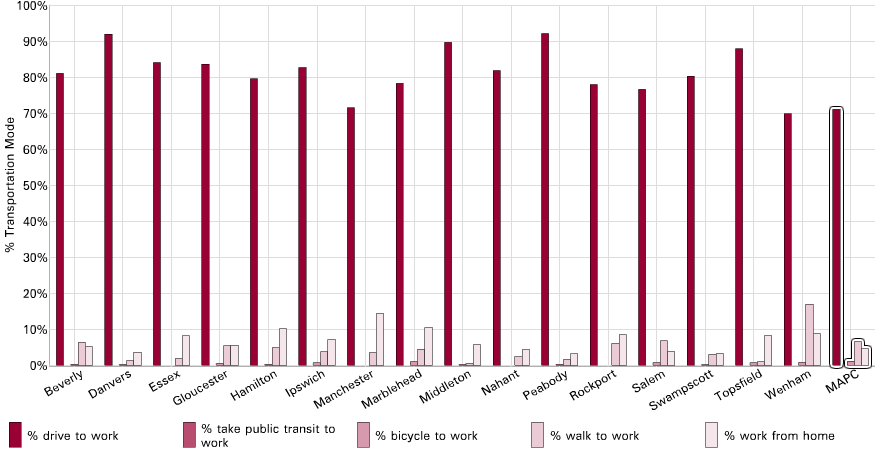 100%
90%
80%
70%
60%
50%
40%
30%
20%
10%
0%
% Transportation Mode
Beverly
Danvers
Essex
Gloucester
Hamilton
Ipswich
Manchester
Marblehead
Middleton
Nahant
Peabody
Rockport
Salem
Swampscott
Topsfield
Wenham
MAPC
% drive to work
% take public transit to
work
% bicycle to work
% walk to work
% work from home